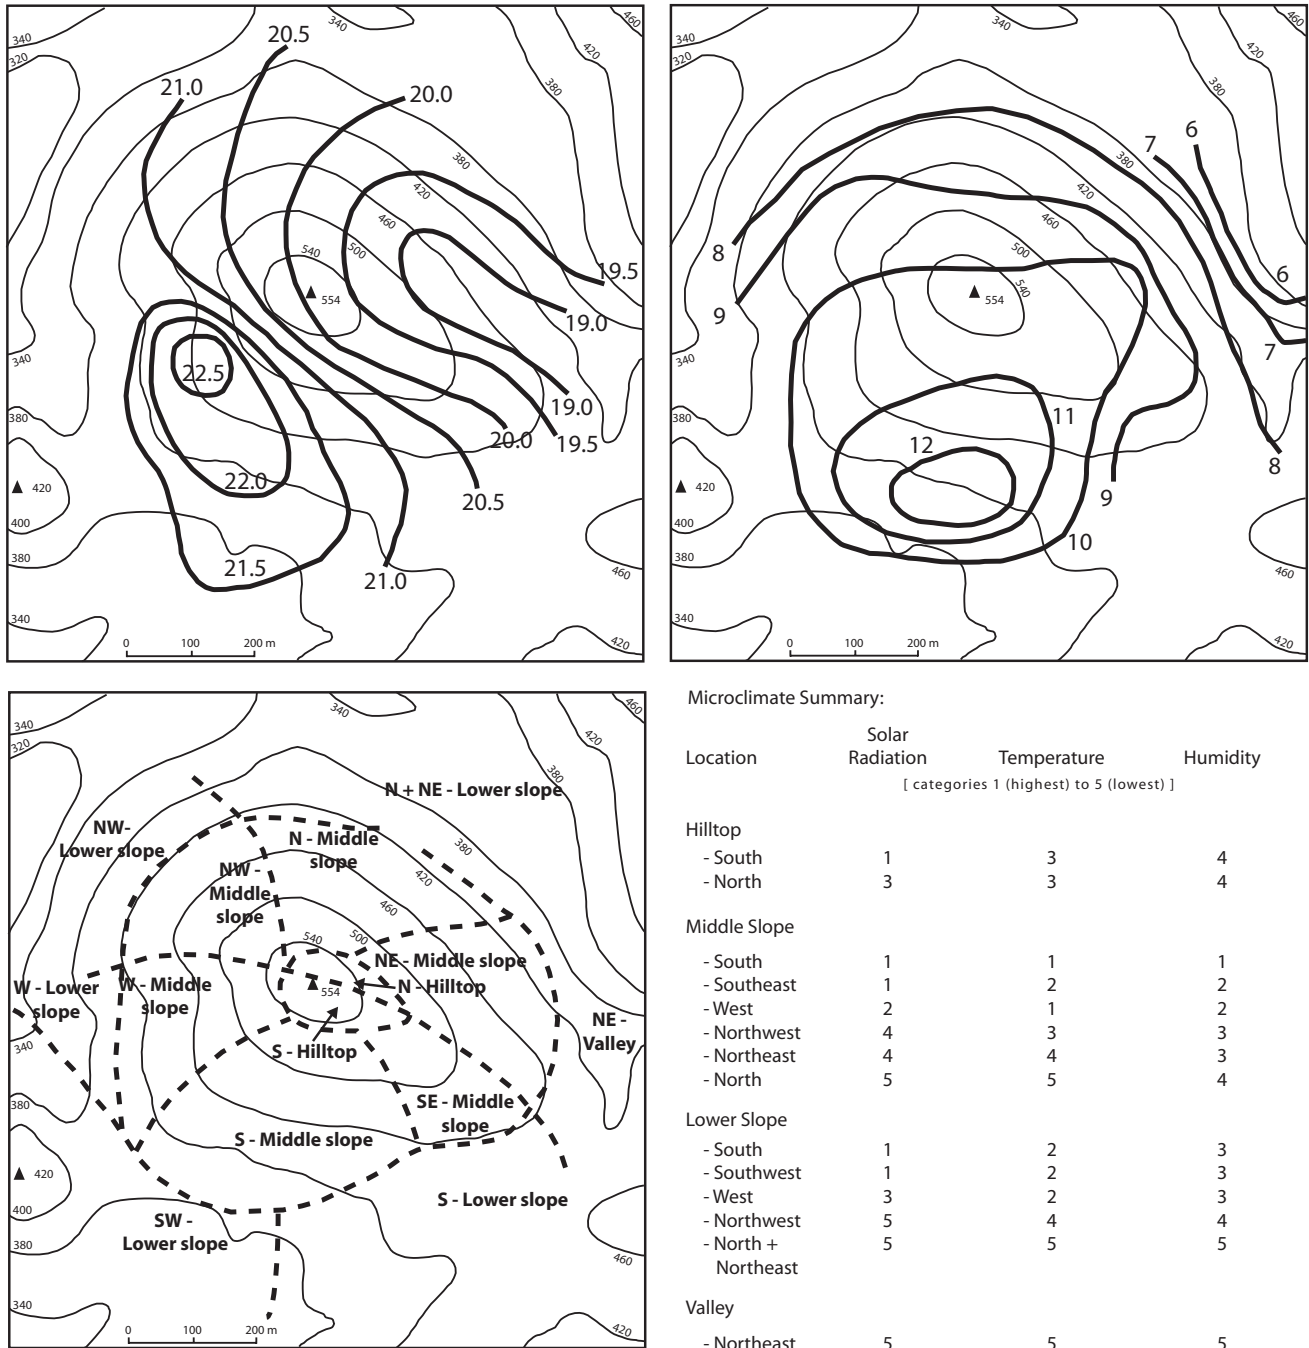 340
320
340
460
420
380
20.5
21.0
20.0
380
420
460
500
540
554
19.5
19.0
22.5
19.0
20.0
19.5
22.0
20.5
21.5
21.0
340
380
420
400
380
340
460
420
0 100 200 m
340
320
340
460
420
380
6
7
380
420
460
500
540
554
8
9
6
7
8
9
10
11
12
340
380
420
400
380
340
460
420
0 100 200 m
340
320
340
460
420
380
N + NE - Lower slope
NW-
Lower slope
N - Middle
slope
NW -
Middle
slope
380
420
460
500
540
554
NE - Middle slope
N - Hilltop
W - Lower
slope
W - Middle
slope
S - Hilltop
NE -
Valley
SE - Middle
slope
S - Middle slope
S - Lower slope
SW -
Lower slope
340
380
420
400
380
340
460
420
0 100 200 m
Microclimate Summary:
Solar
Location Radiation Temperature Humidity
[ categories 1 (highest) to 5 (lowest) ]
Hilltop
- South 1 3 4
- North 3 3 4
Middle Slope
- South 1 1 1
- Southeast 1 2 2
- West 2 1 2
- Northwest 4 3 3
- Northeast 4 4 3
- North 5 5 4
Lower Slope
- South 1 2 3
- Southwest 1 2 3
- West 3 2 3
- Northwest 5 4 4
- North + 5 5 5
Northeast
Valley
- Northeast 5 5 5